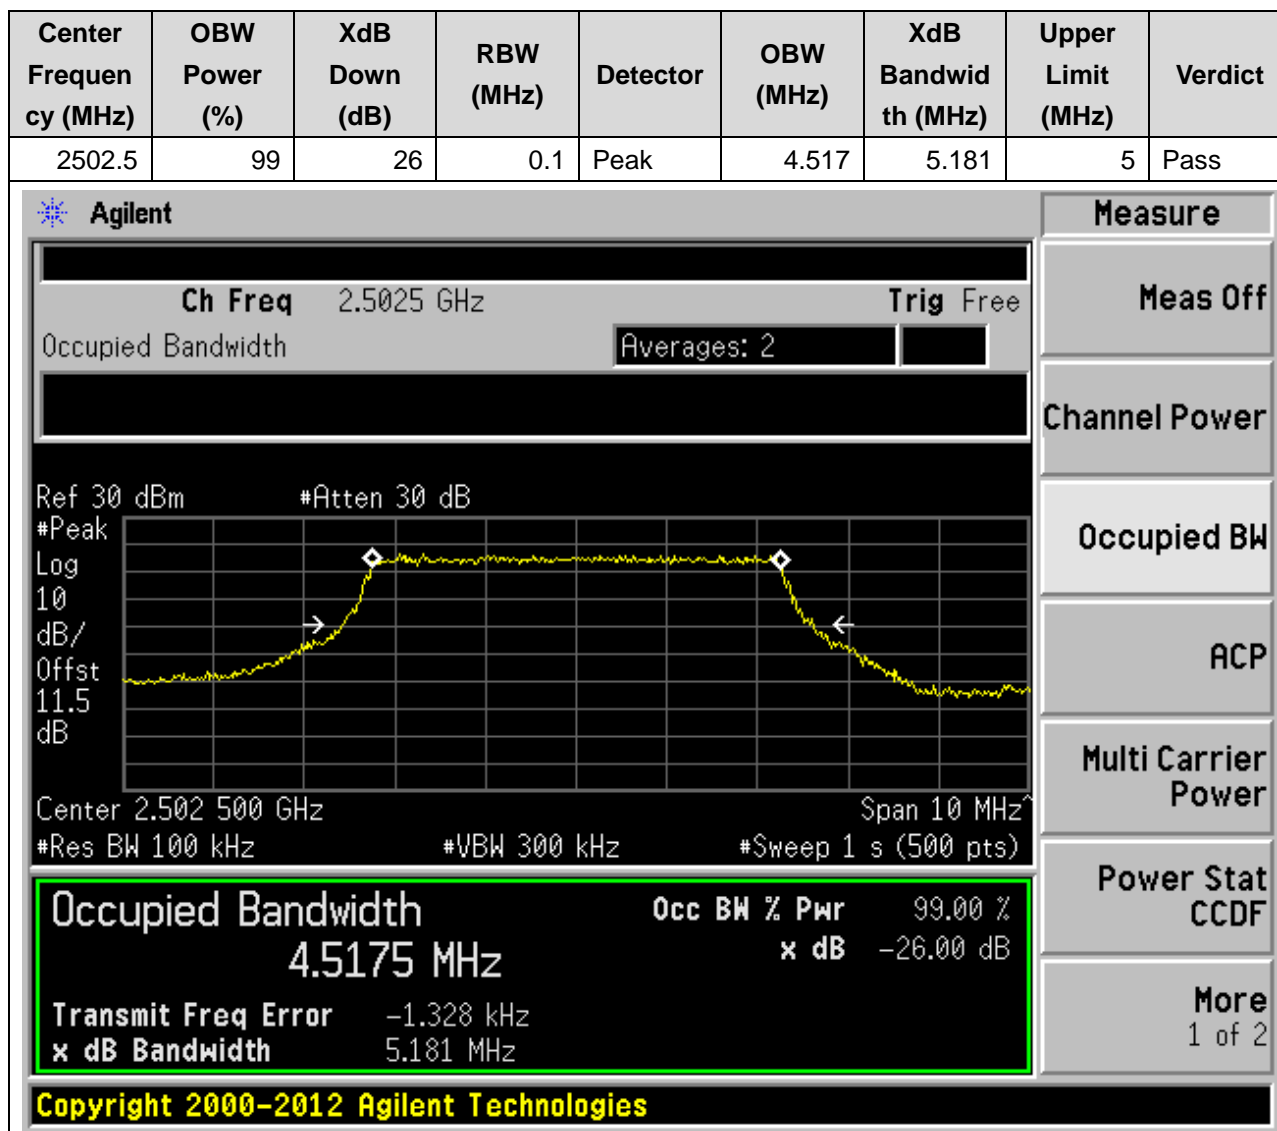 Center Frequen cy (MHz) OBW Power (%) XdB Down (dB) RBW (MHz) Detector OBW (MHz) XdB Bandwid th (MHz) Upper Limit (MHz) Verdict
2502.5 99 26 0.1 Peak 4.517 5.181 5 Pass
Agilent
Ch Freq 2.5025 GHz Trig Free
Occupied Bandwidth
Averages: 2
Ref 30 dBm #Atten 30 dB
#Peak
Log
10
dB/
Offst
11.5
dB
Center 2.502 500 GHz Span 10 MHz^
#Res BW 100 kHz #VBW 300 kHz #Sweep 1 s (500 pts)
Occupied Bandwidth
4.5175 MHz
Occ BW % Pwr 99.00 %
x dB -26.00 dB
Transmit Freq Error -1.328 kHz
x dB Bandwidth 5.181 MHz
Copyright 2000-2012 Agilent Technologies
Measure
Meas Off
Channel Power
Occupied BW
ACP
Multi Carrier
Power
Power Stat
CCDF
More
1 of 2